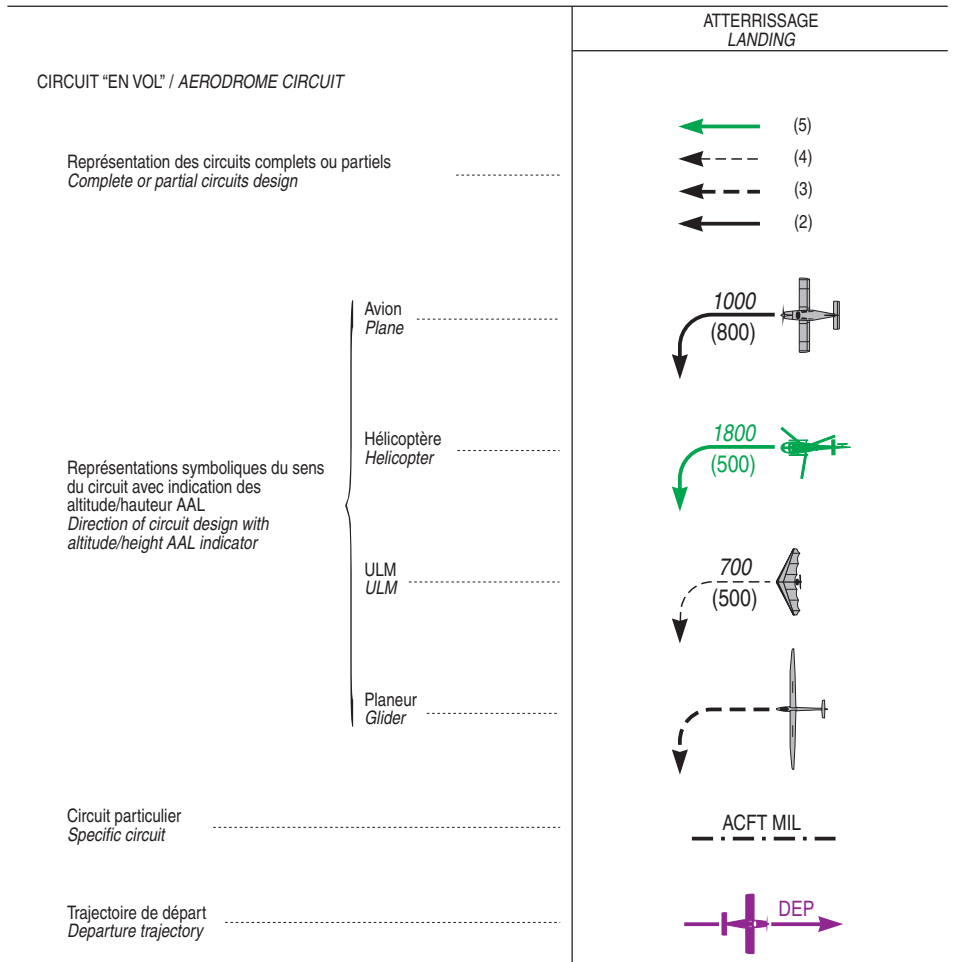 ATTERRISSAGE
LANDING
CIRCUIT “EN VOL” / AERODROME CIRCUIT
(5)
Représentation des circuits complets ou partiels
Complete or partial circuits design
(4)
(3)
(2)
Avion
Plane
1000
(800)
Hélicoptère
Helicopter
1800
(500)
Représentations symboliques du sens
du circuit avec indication des
altitude/hauteur AAL
Direction of circuit design with
altitude/height AAL indicator
ULM
ULM
700
(500)
Planeur
Glider
Circuit particulier
Specific circuit
ACFT MIL
Trajectoire de départ
Departure trajectory
DEP